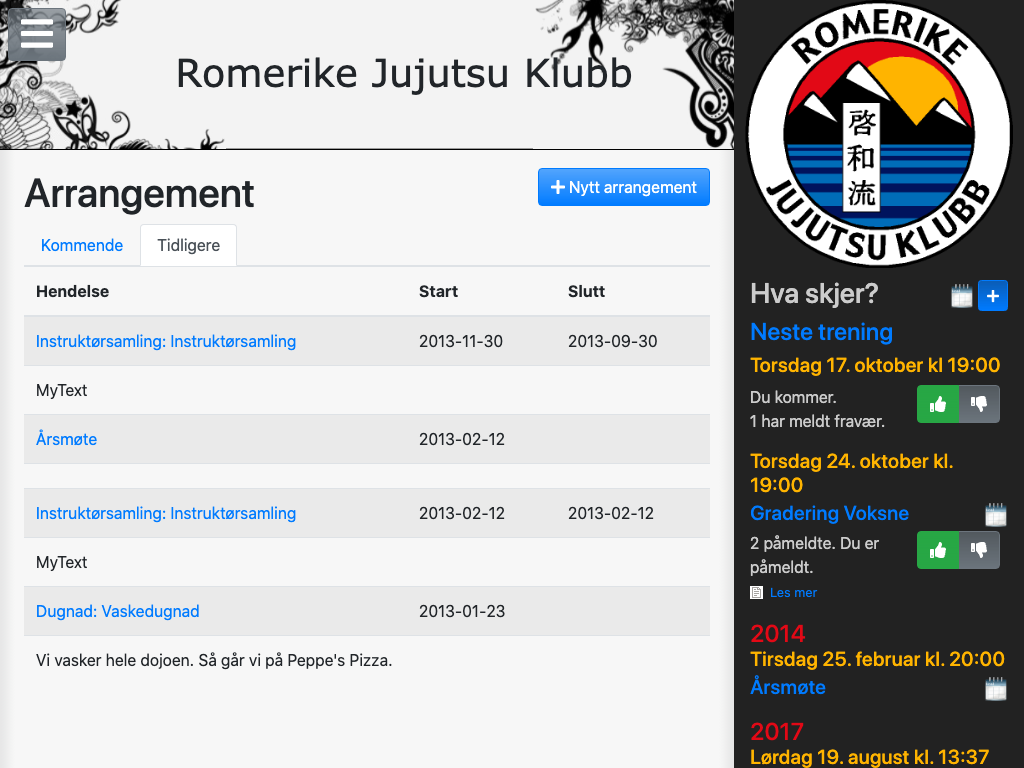 Romerike Jujutsu Klubb
Arrangement
Nytt arrangement
Kommende Tidligere
Hendelse Start Slutt
Instruktørsamling: Instruktørsamling 2013-11-30 2013-09-30
MyText
Årsmøte 2013-02-12
Instruktørsamling: Instruktørsamling 2013-02-12 2013-02-12
MyText
Dugnad: Vaskedugnad 2013-01-23
Vi vasker hele dojoen. Så går vi på Peppe's Pizza.
ROMERIKE
啓和流
JUJUTSU KLUBB
Hva skjer?
Neste trening
Torsdag 17. oktober kl 19:00
Du kommer.
1 har meldt fravær.
Torsdag 24. oktober kl.
19:00
Gradering Voksne
2 påmeldte. Du er
påmeldt.
Les mer
2014
Tirsdag 25. februar kl. 20:00
Årsmøte
2017
Lørdag 19. august kl. 13:37